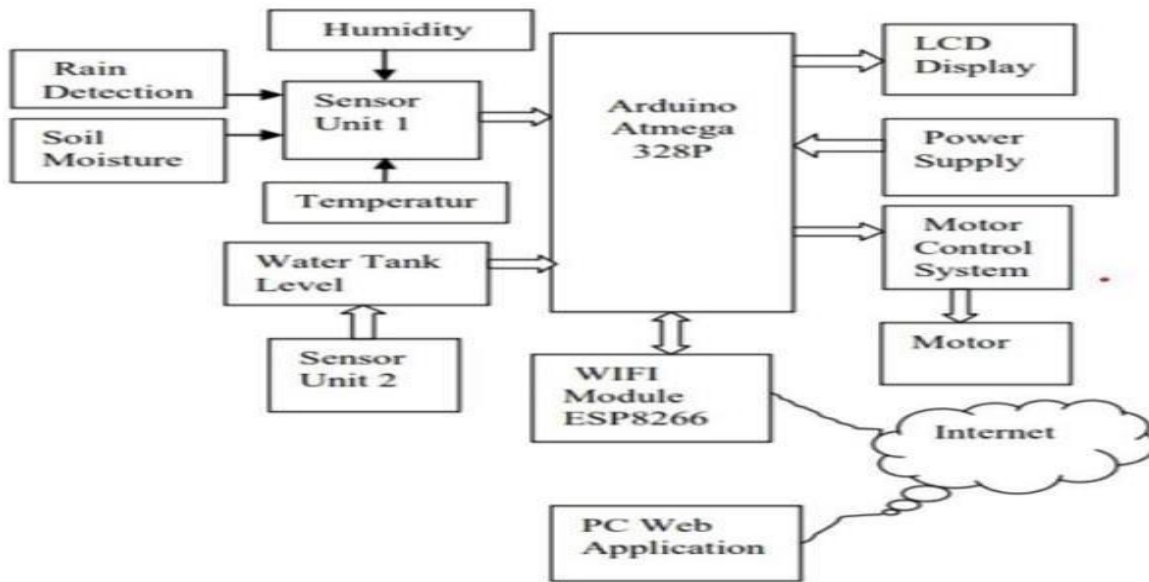 Humidity
Rain
Detection
Sensor
Unit 1
Soil
Moisture
Temperatur
Water Tank
Level
Sensor
Unit 2
Arduino
Atmega
328P
LCD
Display
Power
Supply
Motor
Control
System
Motor
WIFI
Module
ESP8266
Internet
PC Web
Application